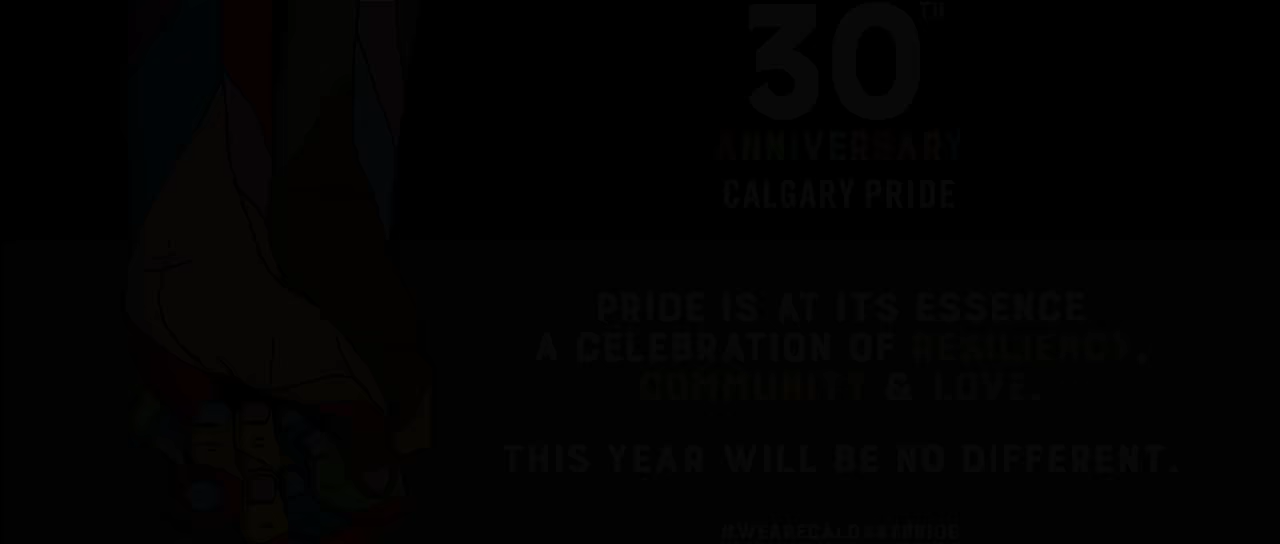 30TH
ANNIVERSARY
CALGARY PRIDE
PRIDE IS AT ITS ESSENCE
A CELEBRATION OF RESILIENCY,
COMMUNITY & LOVE.
THIS YEAR WILL BE NO DIFFERENT.